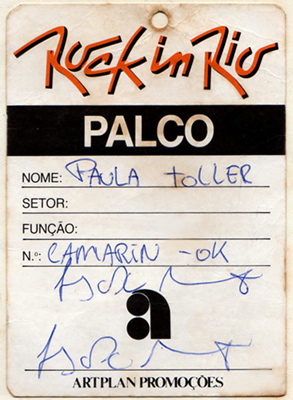 Rock in Rio
PALCO
NOME: PAULA TOLLER
SETOR:
FUNÇÃO:
N.º: CAMARIN - OK
a
ARTPLAN PROMOÇÕES